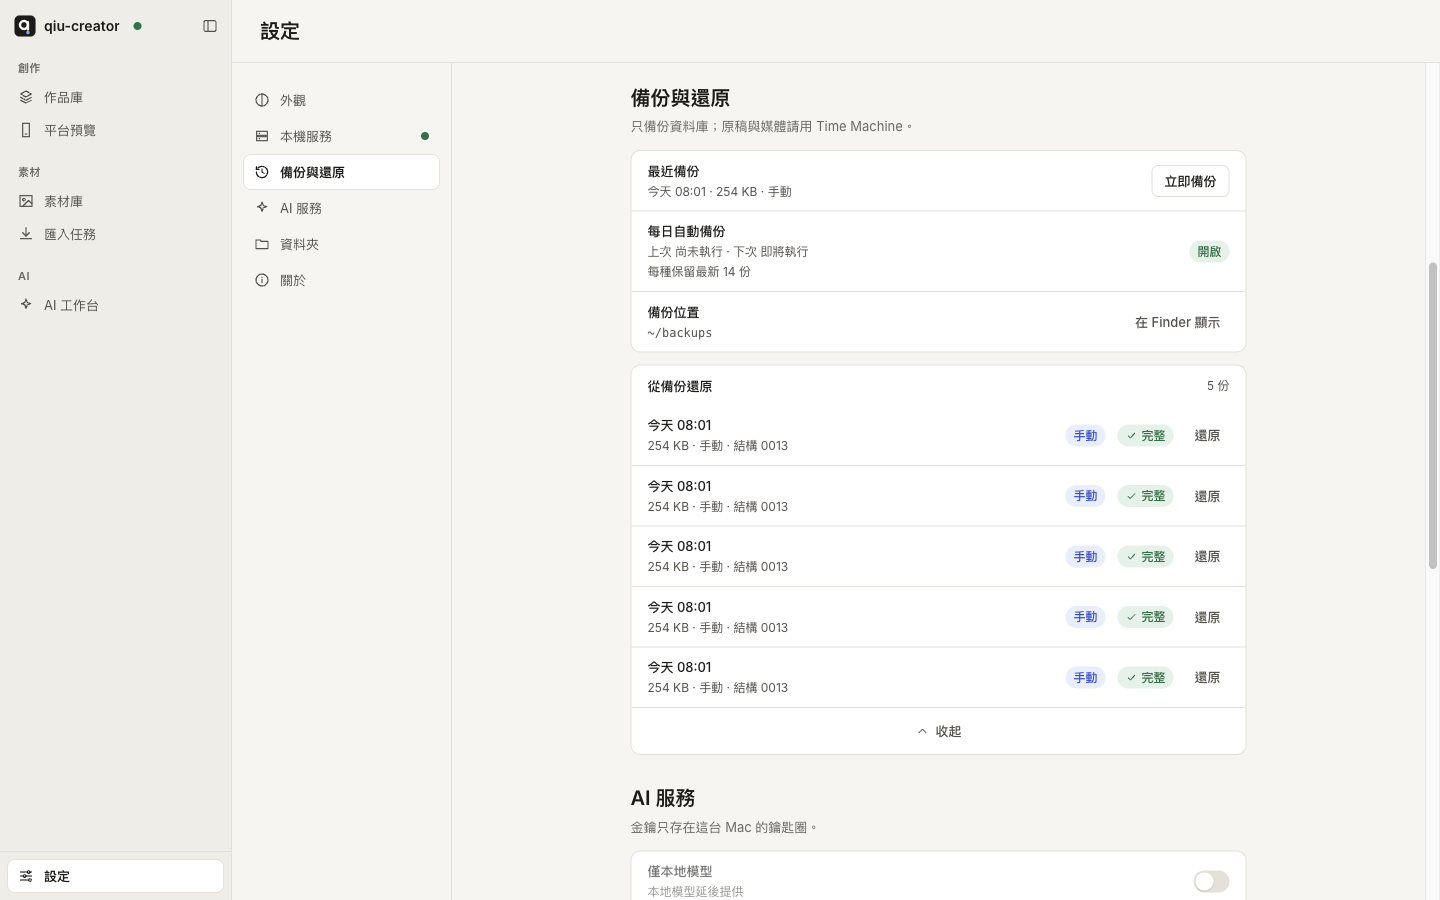 qiu-creator
創作
作品庫
平台預覽
素材
素材庫
匯入任務
AI
AI 工作台
設定
設定
外觀
本機服務
備份與還原
AI 服務
資料夾
關於
備份與還原
只備份資料庫；原稿與媒體請用 Time Machine。
最近備份
今天 08:01 · 254 KB · 手動
立即備份
每日自動備份
上次 尚未執行 · 下次 即將執行
每種保留最新 14 份
開啟
備份位置
~/backups
在 Finder 顯示
從備份還原
5 份
今天 08:01
254 KB · 手動 · 結構 0013
手動
完整
還原
今天 08:01
254 KB · 手動 · 結構 0013
手動
完整
還原
今天 08:01
254 KB · 手動 · 結構 0013
手動
完整
還原
今天 08:01
254 KB · 手動 · 結構 0013
手動
完整
還原
今天 08:01
254 KB · 手動 · 結構 0013
手動
完整
還原
收起
AI 服務
金鑰只存在這台 Mac 的鑰匙圈。
僅本地模型
本地模型延後提供